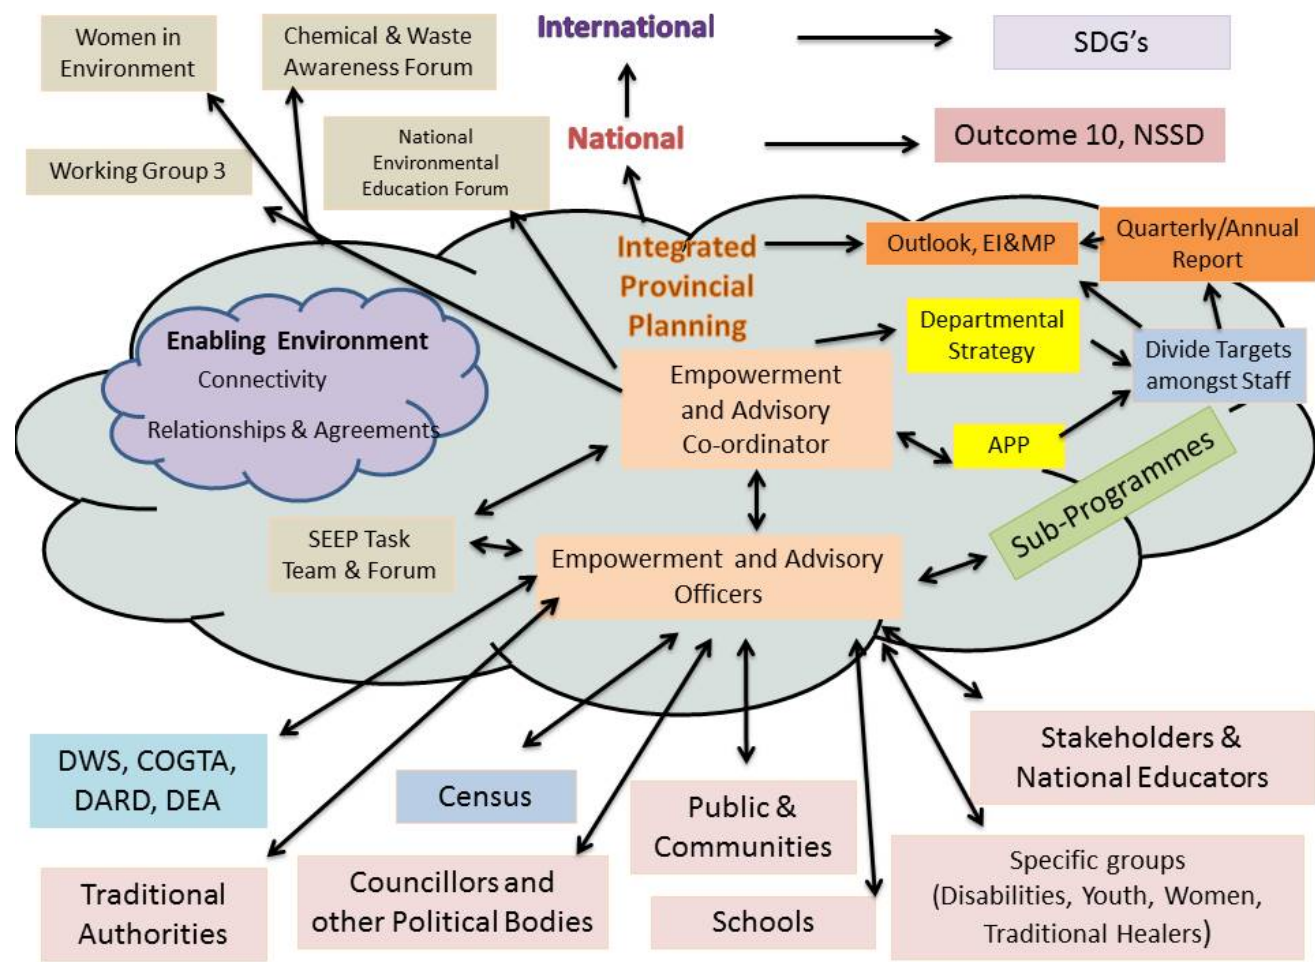 Women in
Environment
Chemical & Waste
Awareness Forum
International
SDG's
National
Environmental
Education Forum
National
Outcome 10, NSSD
Working Group 3
Integrated
Provincial
Planning
Outlook, EI&MP
Quarterly/Annual
Report
Enabling Environment
Connectivity
Relationships & Agreements
Departmental
Strategy
Divide Targets
amongst Staff
Empowerment
and Advisory
Co-ordinator
APP
Sub-Programmes
SEEP Task
Team & Forum
Empowerment and Advisory
Officers
DWS, COGTA,
DARD, DEA
Census
Public &
Communities
Stakeholders &
National Educators
Traditional
Authorities
Councillors and
other Political Bodies
Schools
Specific groups
(Disabilities, Youth, Women,
Traditional Healers)